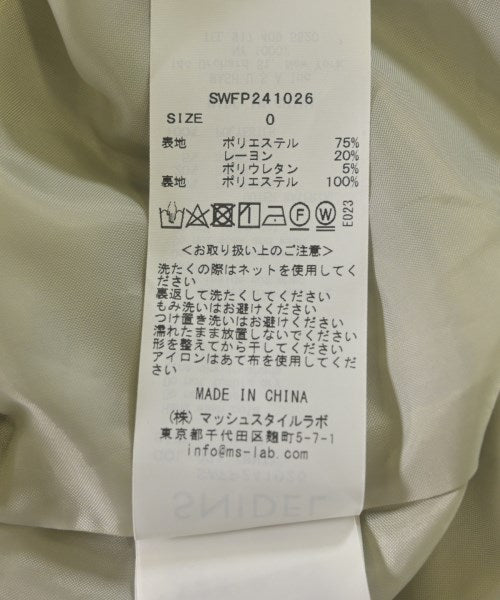 SWFP241026
SIZE 0
表地 ポリエステル 75%
レーヨン 20%
ポリウレタン 5%
裏地 ポリエステル 100%
E023
＜お取り扱い上のご注意＞
洗たくの際はネットを使用してく
ださい
裏返して洗たくしてください
もみ洗いはお避けください
つけ置き洗いはお避けください
濡れたまま放置しないでください
形を整えてから干してください
アイロンはあて布を使用してくだ
さい
MADE IN CHINA
(株) マッシュスタイルラボ
東京都千代田区麹町5-7-1
info@ms-lab.com
SWFP241026
SNIDEL